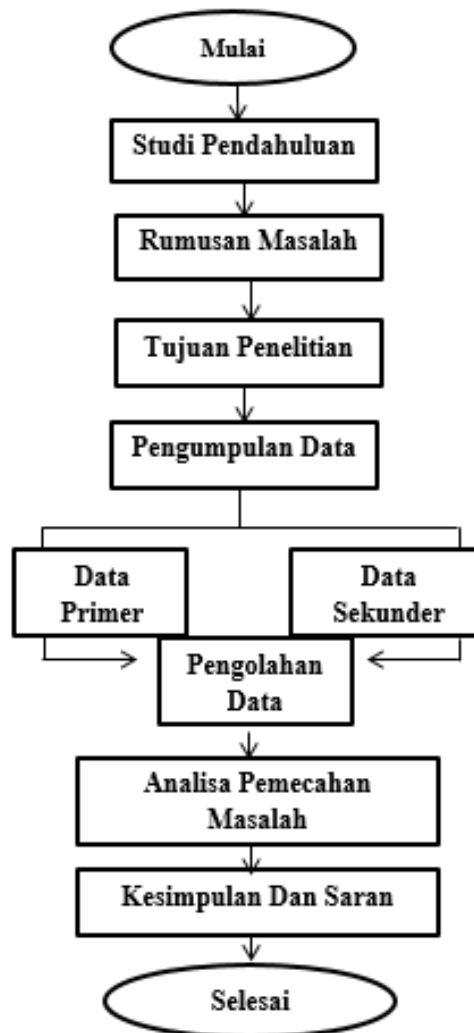 Mulai
Studi Pendahuluan
Rumusan Masalah
Tujuan Penelitian
Pengumpulan Data
Data
Primer
Data
Sekunder
Pengolahan
Data
Analisa Pemecahan
Masalah
Kesimpulan Dan Saran
Selesai